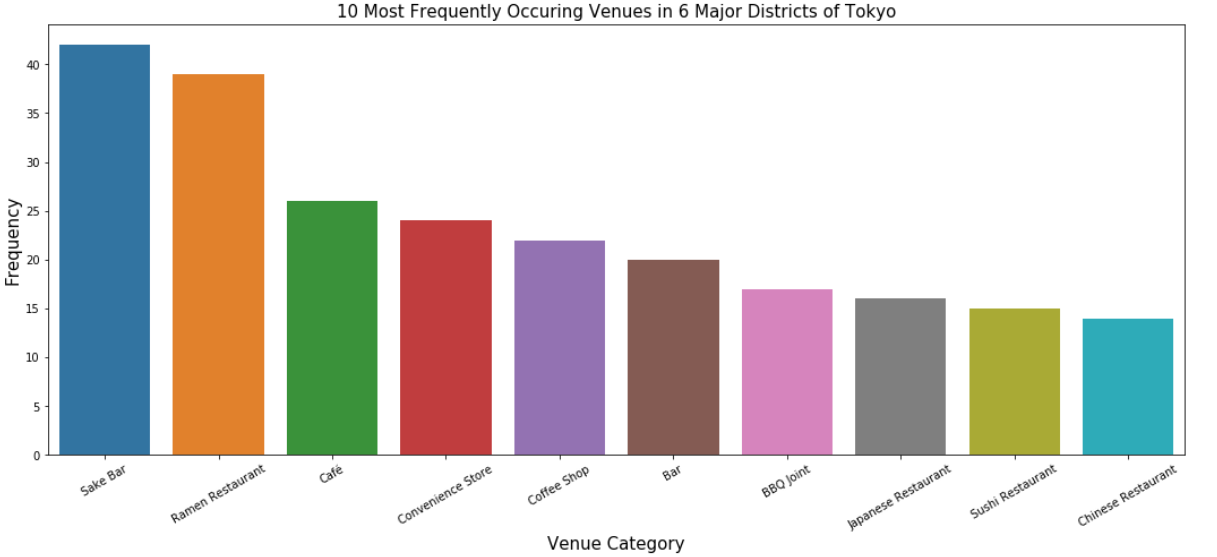 10 Most Frequently Occuring Venues in 6 Major Districts of Tokyo
Frequency
40
35
30
25
20
15
10
5
0
Sake Bar
Ramen Restaurant
Café
Convenience Store
Coffee Shop
Bar
BBQ Joint
Japanese Restaurant
Sushi Restaurant
Chinese Restaurant
Venue Category